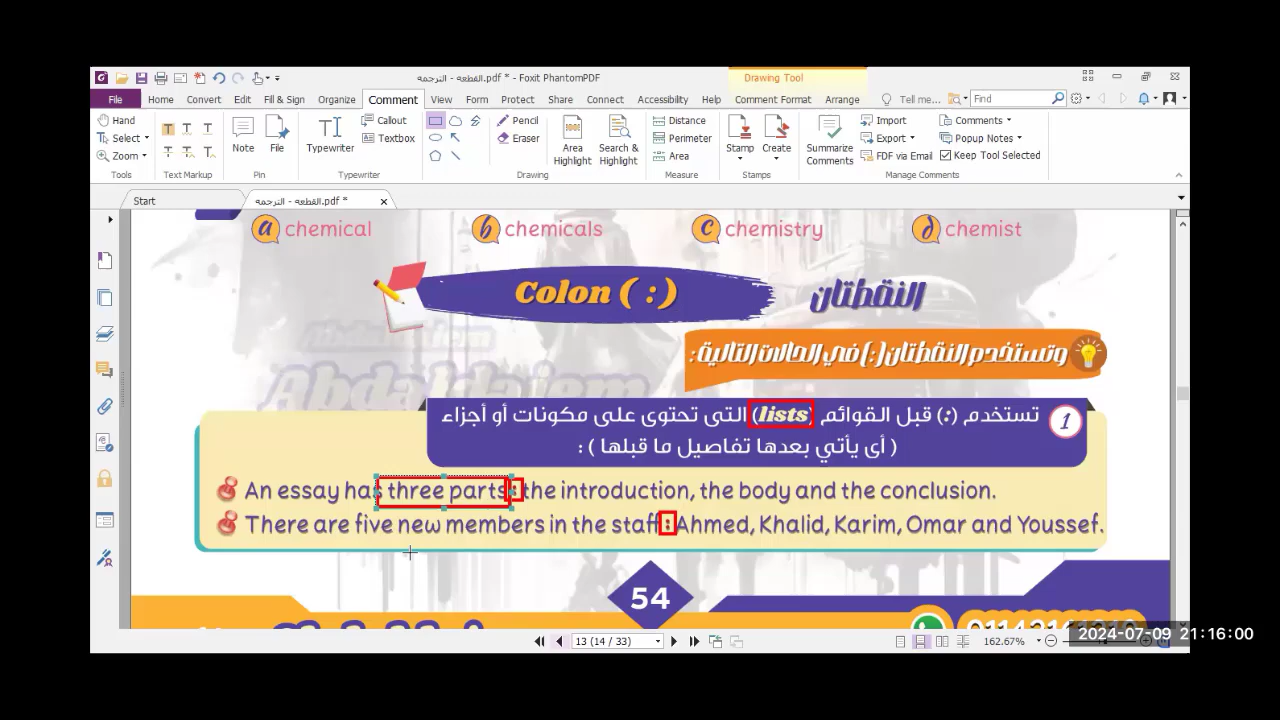 القطعه - الترجمه.pdf * - Foxit PhantomPDF
Drawing Tool
File Home Convert Edit Fill & Sign Organize Comment View Form Protect Share Connect Accessibility Help Comment Format Arrange Tell me... Find
Hand
Select
Zoom
Tools
Text Markup
Note
File
Pin
Typewriter
Callout
Textbox
Typewriter
Pencil
Eraser
Area Highlight
Search & Highlight
Drawing
Distance
Perimeter
Area
Measure
Stamp
Create
Stamps
Summarize Comments
Import
Export
FDF via Email
Comments
Popup Notes
Keep Tool Selected
Manage Comments
Start
القطعه - الترجمه.pdf *
a chemical b chemicals c chemistry d chemist
Colon ( : ) النقطتان
وتستخدم النقطتان (:) في الحالات التالية :
Abdaldaiem
1 تستخدم (:) قبل القوائم (lists) التى تحتوى على مكونات أو أجزاء
( أى يأتي بعدها تفاصيل ما قبلها ) :
An essay has three parts : the introduction, the body and the conclusion.
There are five new members in the staff : Ahmed, Khalid, Karim, Omar and Youssef.
54
13 (14 / 33)
162.67%
2024-07-09 21:16:00